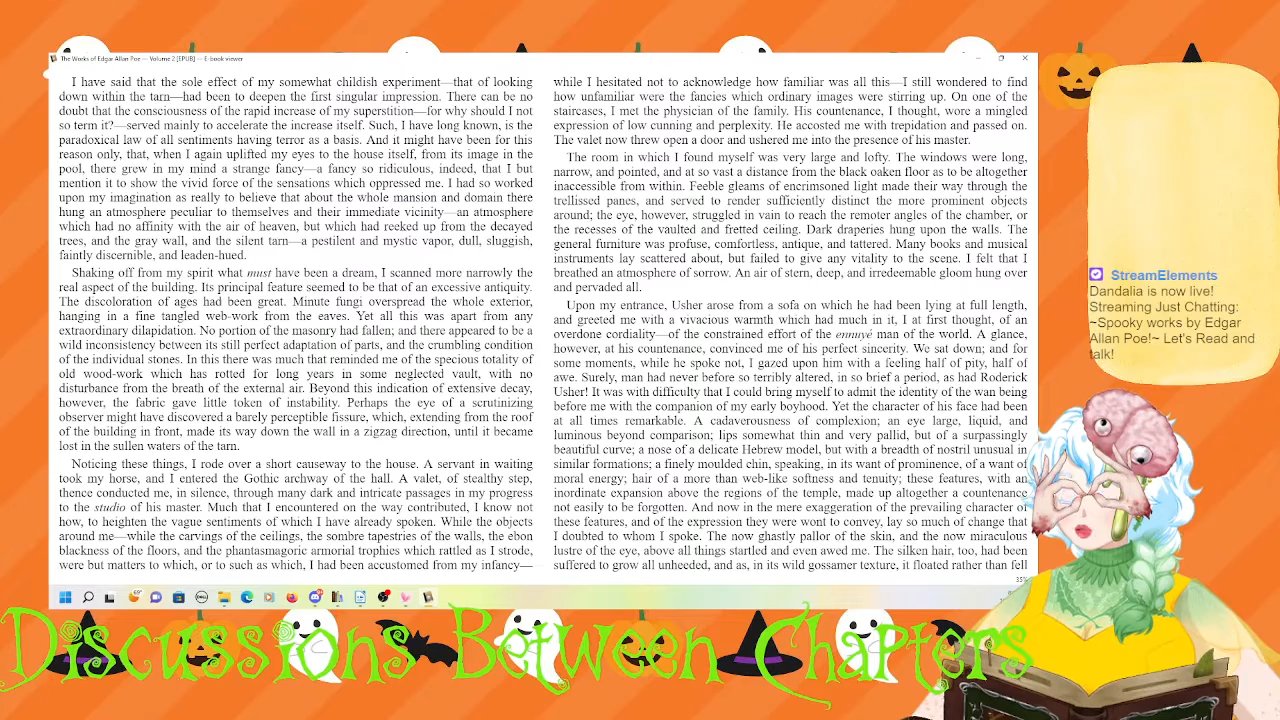 The Works of Edgar Allan Poe — Volume 2 [EPUB] — E-book viewer
I have said that the sole effect of my somewhat childish experiment—that of looking
down within the tarn—had been to deepen the first singular impression. There can be no
doubt that the consciousness of the rapid increase of my superstition—for why should I not
so term it?—served mainly to accelerate the increase itself. Such, I have long known, is the
paradoxical law of all sentiments having terror as a basis. And it might have been for this
reason only, that, when I again uplifted my eyes to the house itself, from its image in the
pool, there grew in my mind a strange fancy—a fancy so ridiculous, indeed, that I but
mention it to show the vivid force of the sensations which oppressed me. I had so worked
upon my imagination as really to believe that about the whole mansion and domain there
hung an atmosphere peculiar to themselves and their immediate vicinity—an atmosphere
which had no affinity with the air of heaven, but which had reeked up from the decayed
trees, and the gray wall, and the silent tarn—a pestilent and mystic vapor, dull, sluggish,
faintly discernible, and leaden-hued.
Shaking off from my spirit what must have been a dream, I scanned more narrowly the
real aspect of the building. Its principal feature seemed to be that of an excessive antiquity.
The discoloration of ages had been great. Minute fungi overspread the whole exterior,
hanging in a fine tangled web-work from the eaves. Yet all this was apart from any
extraordinary dilapidation. No portion of the masonry had fallen; and there appeared to be a
wild inconsistency between its still perfect adaptation of parts, and the crumbling condition
of the individual stones. In this there was much that reminded me of the specious totality of
old wood-work which has rotted for long years in some neglected vault, with no
disturbance from the breath of the external air. Beyond this indication of extensive decay,
however, the fabric gave little token of instability. Perhaps the eye of a scrutinizing
observer might have discovered a barely perceptible fissure, which, extending from the roof
of the building in front, made its way down the wall in a zigzag direction, until it became
lost in the sullen waters of the tarn.
Noticing these things, I rode over a short causeway to the house. A servant in waiting
took my horse, and I entered the Gothic archway of the hall. A valet, of stealthy step,
thence conducted me, in silence, through many dark and intricate passages in my progress
to the studio of his master. Much that I encountered on the way contributed, I know not
how, to heighten the vague sentiments of which I have already spoken. While the objects
around me—while the carvings of the ceilings, the sombre tapestries of the walls, the ebon
blackness of the floors, and the phantasmagoric armorial trophies which rattled as I strode,
were but matters to which, or to such as which, I had been accustomed from my infancy—
while I hesitated not to acknowledge how familiar was all this—I still wondered to find
how unfamiliar were the fancies which ordinary images were stirring up. On one of the
staircases, I met the physician of the family. His countenance, I thought, wore a mingled
expression of low cunning and perplexity. He accosted me with trepidation and passed on.
The valet now threw open a door and ushered me into the presence of his master.
The room in which I found myself was very large and lofty. The windows were long,
narrow, and pointed, and at so vast a distance from the black oaken floor as to be altogether
inaccessible from within. Feeble gleams of encrimsoned light made their way through the
trellissed panes, and served to render sufficiently distinct the more prominent objects
around; the eye, however, struggled in vain to reach the remoter angles of the chamber, or
the recesses of the vaulted and fretted ceiling. Dark draperies hung upon the walls. The
general furniture was profuse, comfortless, antique, and tattered. Many books and musical
instruments lay scattered about, but failed to give any vitality to the scene. I felt that I
breathed an atmosphere of sorrow. An air of stern, deep, and irredeemable gloom hung over
and pervaded all.
Upon my entrance, Usher arose from a sofa on which he had been lying at full length,
and greeted me with a vivacious warmth which had much in it, I at first thought, of an
overdone cordiality—of the constrained effort of the ennuyé man of the world. A glance,
however, at his countenance, convinced me of his perfect sincerity. We sat down; and for
some moments, while he spoke not, I gazed upon him with a feeling half of pity, half of
awe. Surely, man had never before so terribly altered, in so brief a period, as had Roderick
Usher! It was with difficulty that I could bring myself to admit the identity of the wan being
before me with the companion of my early boyhood. Yet the character of his face had been
at all times remarkable. A cadaverousness of complexion; an eye large, liquid, and
luminous beyond comparison; lips somewhat thin and very pallid, but of a surpassingly
beautiful curve; a nose of a delicate Hebrew model, but with a breadth of nostril unusual in
similar formations; a finely moulded chin, speaking, in its want of prominence, of a want of
moral energy; hair of a more than web-like softness and tenuity; these features, with an
inordinate expansion above the regions of the temple, made up altogether a countenance
not easily to be forgotten. And now in the mere exaggeration of the prevailing character of
these features, and of the expression they were wont to convey, lay so much of change that
I doubted to whom I spoke. The now ghastly pallor of the skin, and the now miraculous
lustre of the eye, above all things startled and even awed me. The silken hair, too, had been
suffered to grow all unheeded, and as, in its wild gossamer texture, it floated rather than fell
35%
StreamElements
Dandalia is now live!
Streaming Just Chatting:
~Spooky works by Edgar
Allan Poe!~ Let's Read and
talk!
Discussions Between Chapters